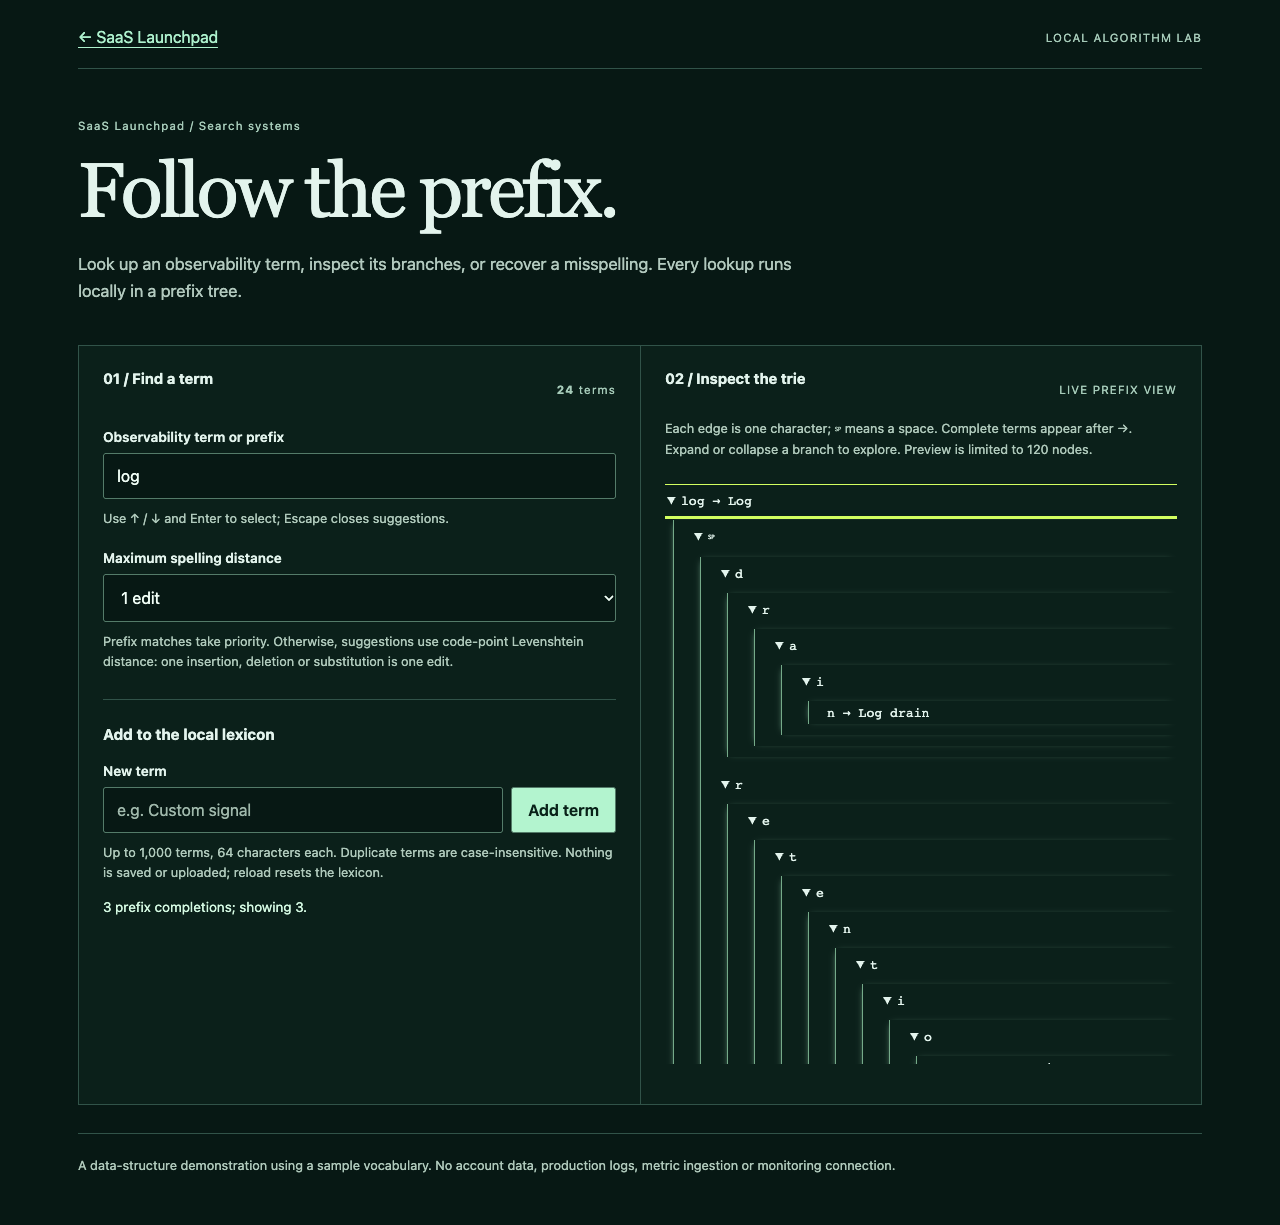 ← SaaS Launchpad
LOCAL ALGORITHM LAB
SaaS Launchpad / Search systems
Follow the prefix.
Look up an observability term, inspect its branches, or recover a misspelling. Every lookup runs
locally in a prefix tree.
01 / Find a term
24 terms
Observability term or prefix
log
Use ↑ / ↓ and Enter to select; Escape closes suggestions.
Maximum spelling distance
1 edit
Prefix matches take priority. Otherwise, suggestions use code-point Levenshtein
distance: one insertion, deletion or substitution is one edit.
Add to the local lexicon
New term
e.g. Custom signal
Add term
Up to 1,000 terms, 64 characters each. Duplicate terms are case-insensitive. Nothing
is saved or uploaded; reload resets the lexicon.
3 prefix completions; showing 3.
02 / Inspect the trie
LIVE PREFIX VIEW
Each edge is one character; ␠ means a space. Complete terms appear after →.
Expand or collapse a branch to explore. Preview is limited to 120 nodes.
▼ log → Log
▼ ␠
▼ d
▼ r
▼ a
▼ i
n → Log drain
▼ r
▼ e
▼ t
▼ e
▼ n
▼ t
▼ i
▼ o
A data-structure demonstration using a sample vocabulary. No account data, production logs, metric ingestion or monitoring connection.